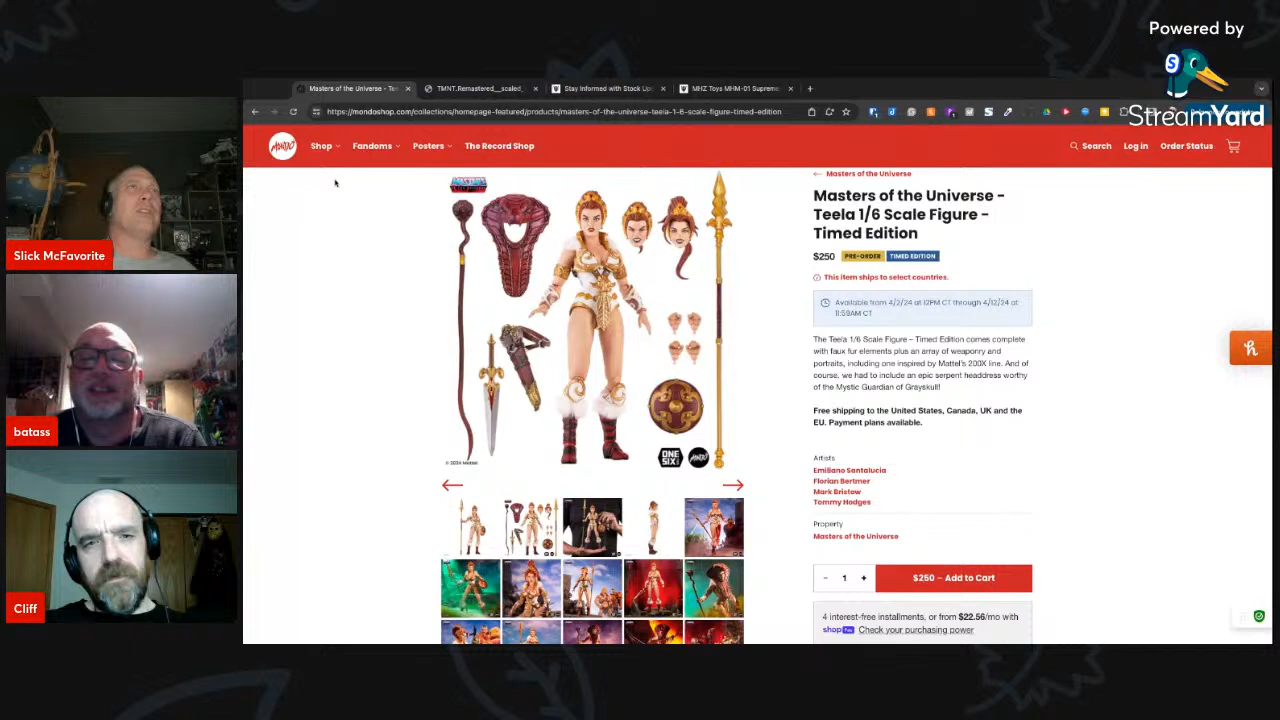 Powered by
StreamYard
Masters of the Universe - Tee
TMNT.Remastered__scaled_
Stay Informed with Stock Up
MHZ Toys MHM-01 Supreme
https://mondoshop.com/collections/homepage-featured/products/masters-of-the-universe-teela-1-6-scale-figure-timed-edition
MONDO
Shop
Fandoms
Posters
The Record Shop
Search
Log in
Order Status
Masters of the Universe
Masters of the Universe -
Teela 1/6 Scale Figure -
Timed Edition
$250 PRE-ORDER TIMED EDITION
This item ships to select countries.
Available from 4/2/24 at 12PM CT through 4/12/24 at
11:59AM CT
The Teela 1/6 Scale Figure – Timed Edition comes complete
with faux fur elements plus an array of weaponry and
portraits, including one inspired by Mattel's 200X line. And of
course, we had to include an epic serpent headdress worthy
of the Mystic Guardian of Grayskull!
Free shipping to the United States, Canada, UK and the
EU. Payment plans available.
Artists
Emiliano Santalucia
Florian Bertmer
Mark Bristow
Tommy Hodges
Property
Masters of the Universe
- 1 +
$250 – Add to Cart
4 interest-free installments, or from $22.56/mo with
shop Pay Check your purchasing power
MASTERS
© 2024 Mattel
ONE
SIX
MONDO
Slick McFavorite
batass
Cliff